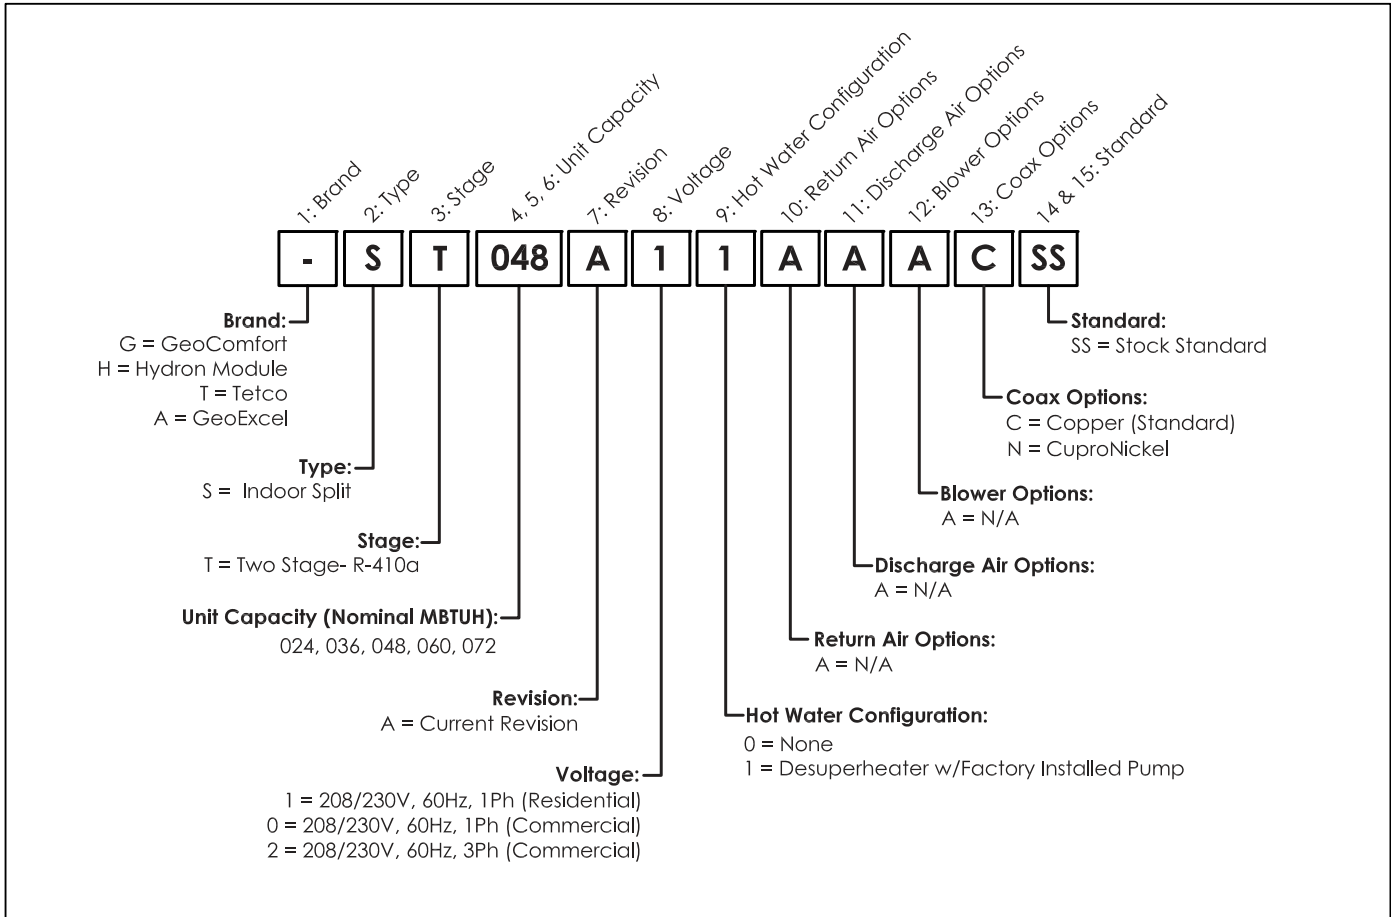 1: Brand
2: Type
3: Stage
4, 5, 6: Unit Capacity
7: Revision
8: Voltage
9: Hot Water Configuration
10: Return Air Options
11: Discharge Air Options
12: Blower Options
13: Coax Options
14 & 15: Standard
- S T 048 A 1 1 A A A C SS
Brand:
G = GeoComfort
H = Hydron Module
T = Tetco
A = GeoExcel
Type:
S = Indoor Split
Stage:
T = Two Stage- R-410a
Unit Capacity (Nominal MBTUH):
024, 036, 048, 060, 072
Revision:
A = Current Revision
Voltage:
1 = 208/230V, 60Hz, 1Ph (Residential)
0 = 208/230V, 60Hz, 1Ph (Commercial)
2 = 208/230V, 60Hz, 3Ph (Commercial)
Standard:
SS = Stock Standard
Coax Options:
C = Copper (Standard)
N = CuproNickel
Blower Options:
A = N/A
Discharge Air Options:
A = N/A
Return Air Options:
A = N/A
Hot Water Configuration:
0 = None
1 = Desuperheater w/Factory Installed Pump